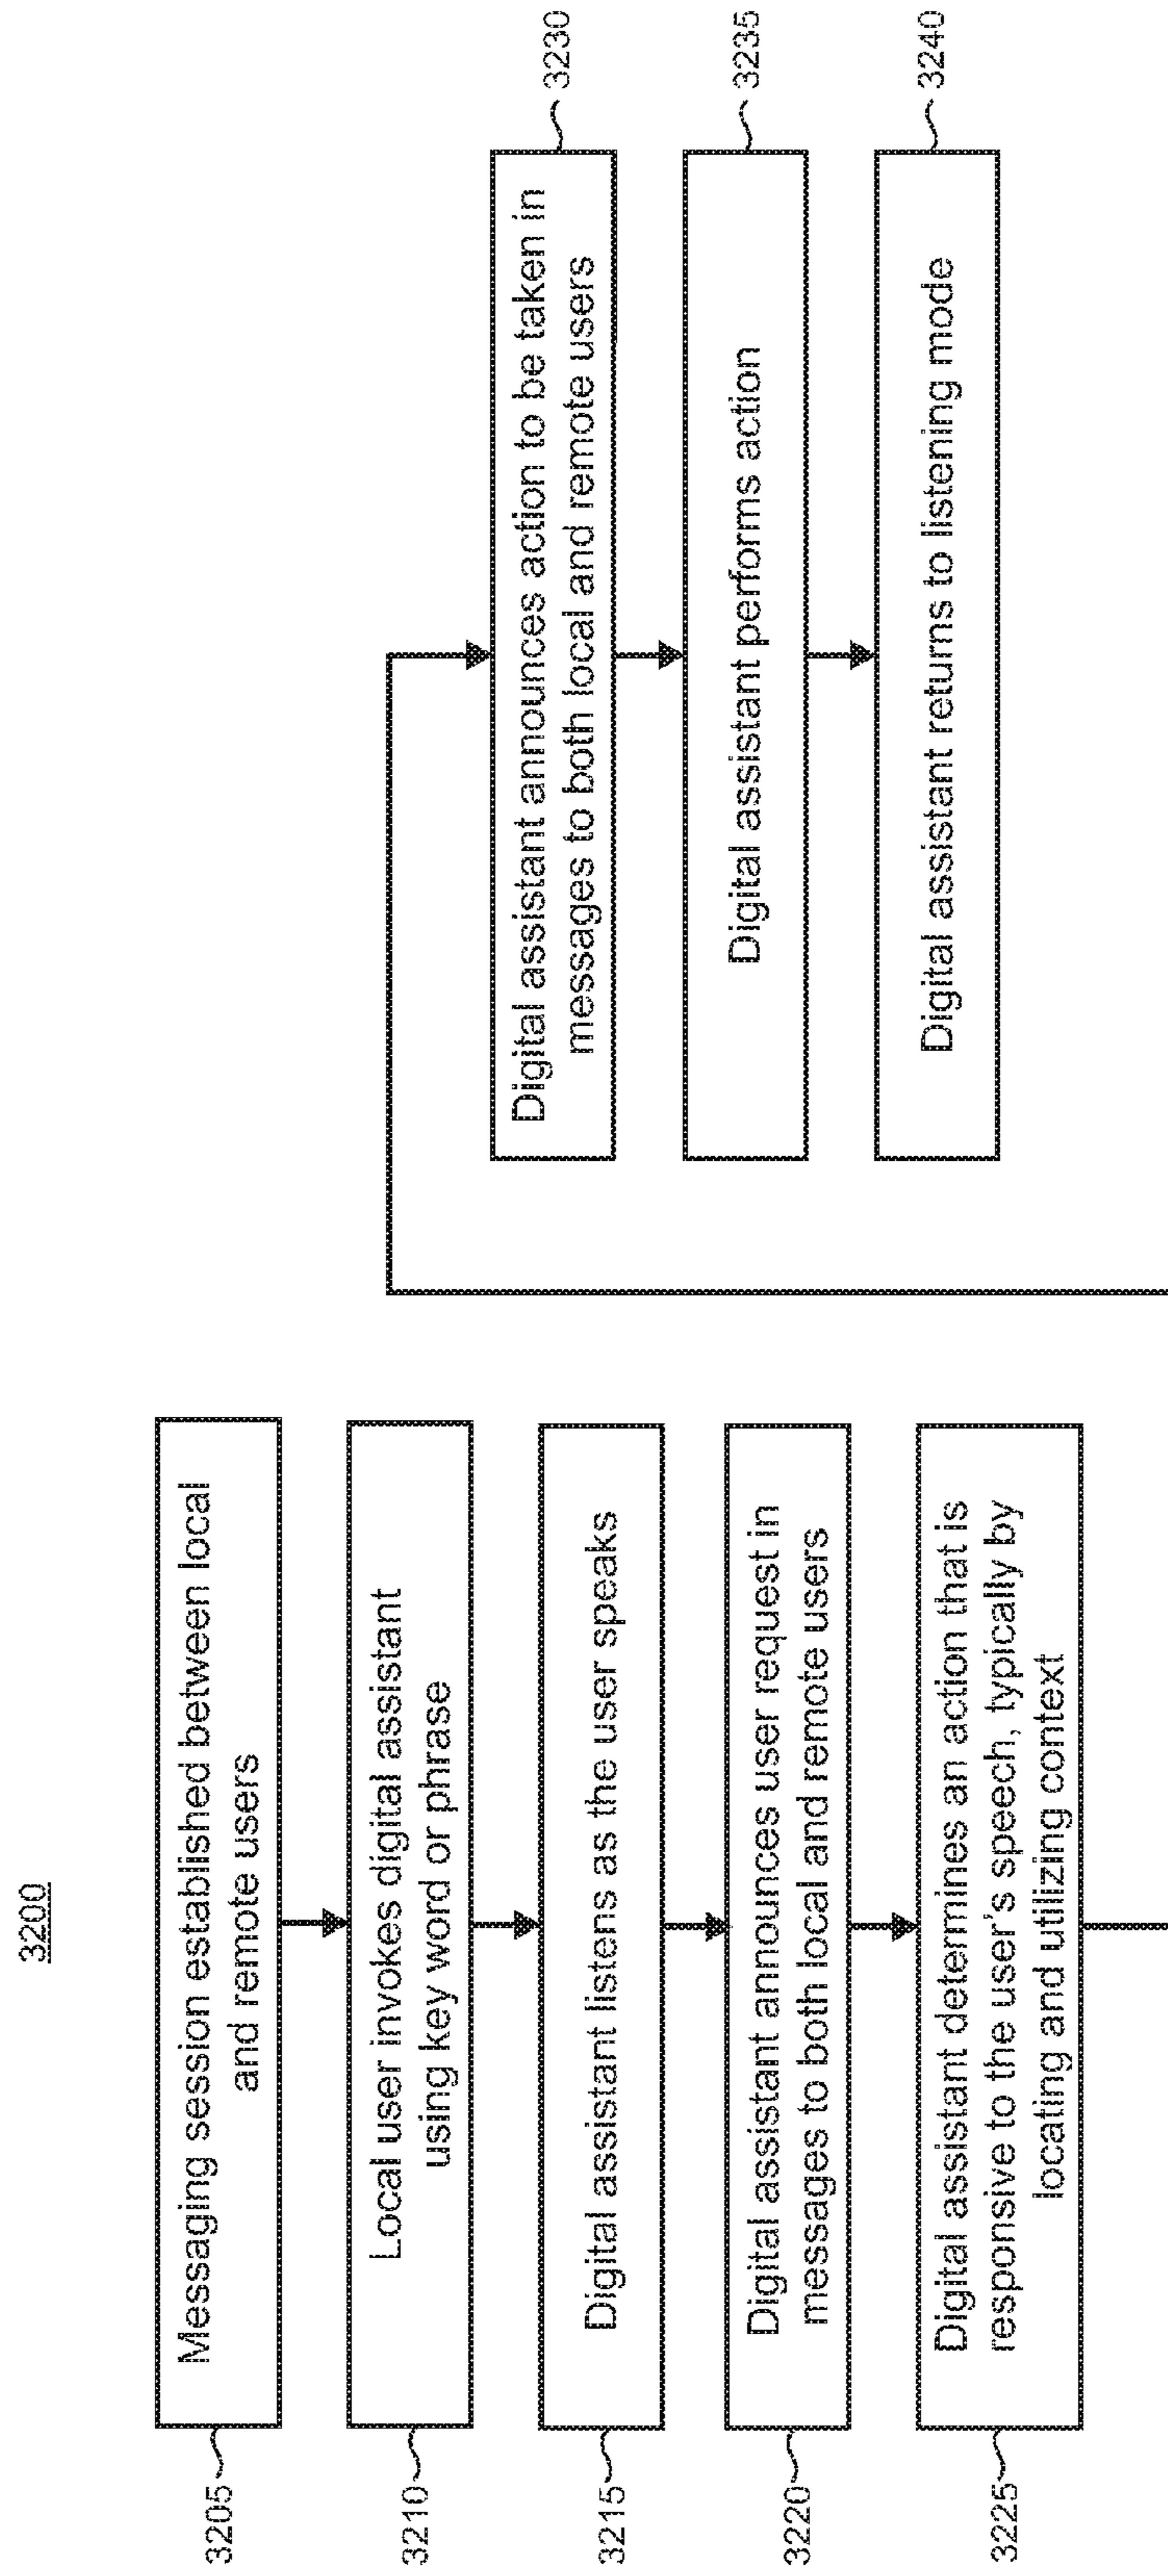 3200
3205
Messaging session established between local
and remote users
3210
Local user invokes digital assistant
using key word or phrase
3215
Digital assistant listens as the user speaks
3220
Digital assistant announces user request in
messages to both local and remote users
3225
Digital assistant determines an action that is
responsive to the user's speech, typically by
locating and utilizing context
Digital assistant announces action to be taken in
messages to both local and remote users
3230
Digital assistant performs action
3235
Digital assistant returns to listening mode
3240